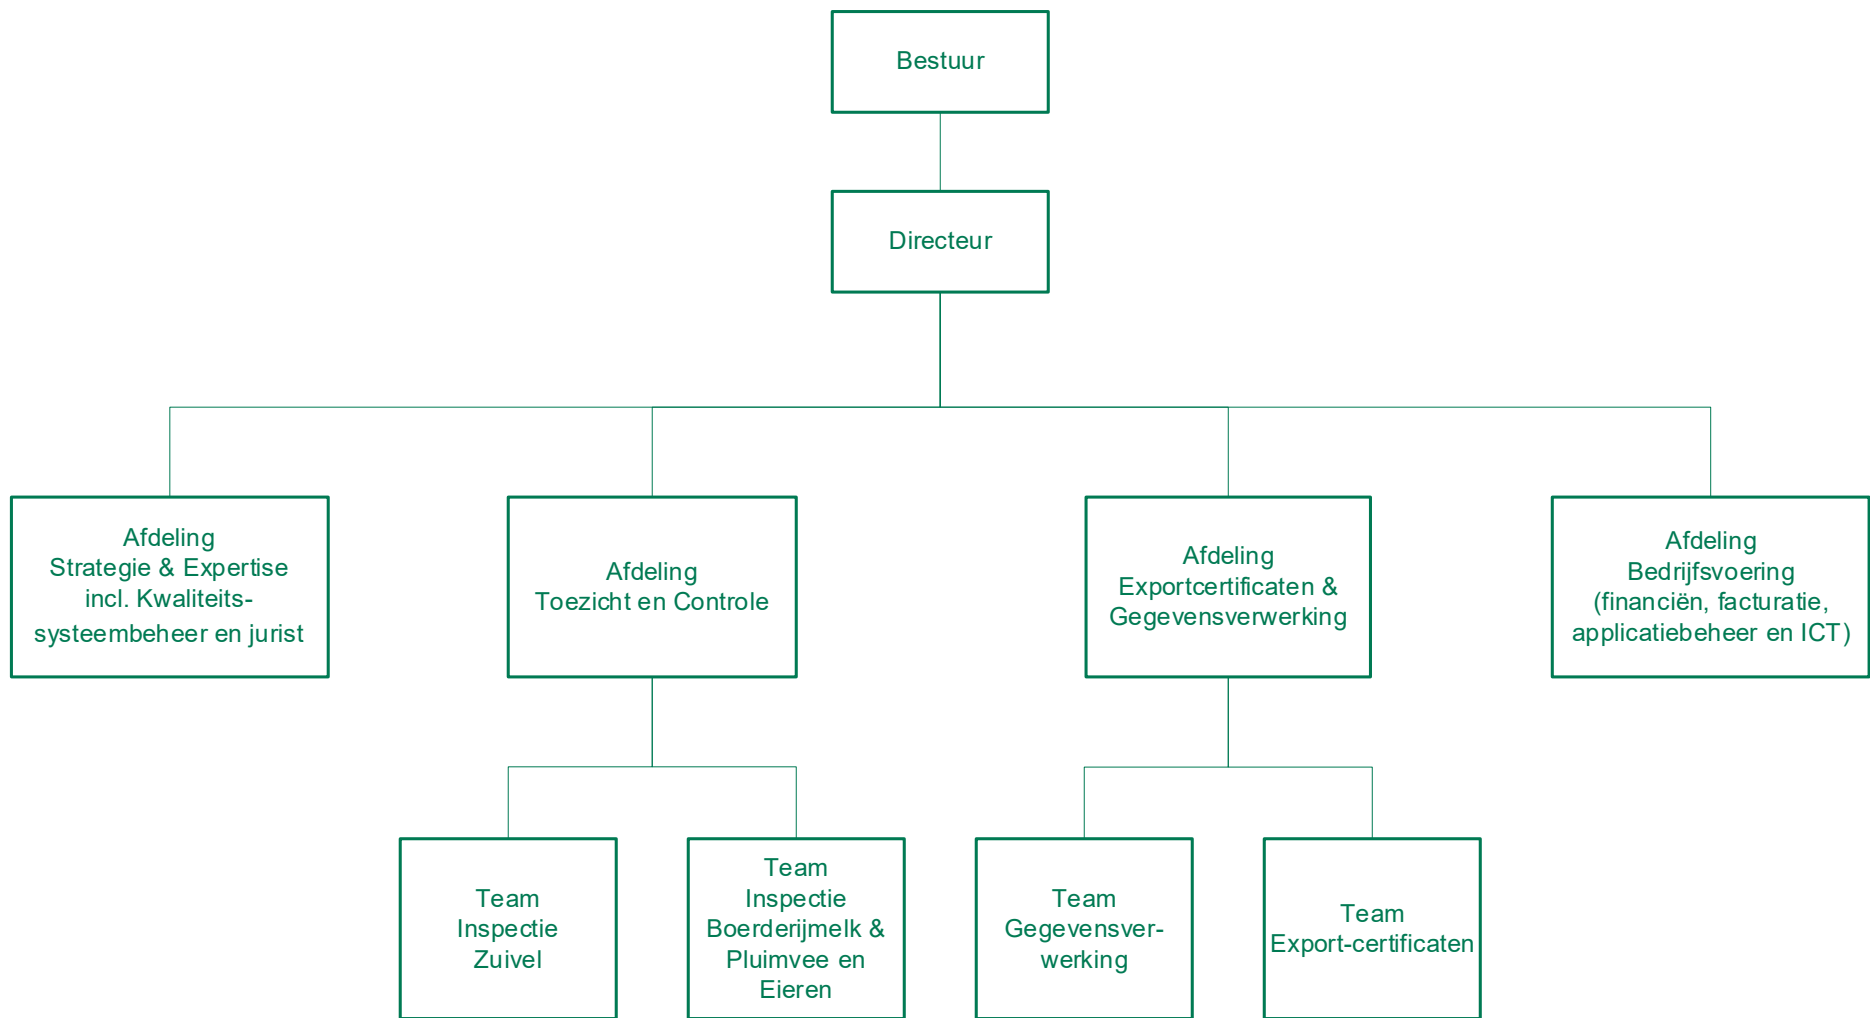 Bestuur
Directeur
Afdeling
Strategie & Expertise
incl. Kwaliteits-
systeembeheer en jurist
Afdeling
Toezicht en Controle
Afdeling
Exportcertificaten &
Gegevensverwerking
Afdeling
Bedrijfsvoering
(financiën, facturatie,
applicatiebeheer en ICT)
Team
Inspectie
Zuivel
Team
Inspectie
Boerderijmelk &
Pluimvee en
Eieren
Team
Gegevensver-
werking
Team
Export-certificaten